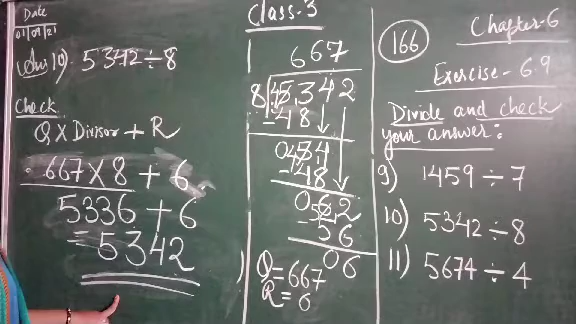 Date
01/09/21
Class-3
166
Chapter-6
Exercise-6.9
Divide and check
your answer:
9) 1459÷7
10) 5342÷8
11) 5674÷4
Ans 10) 5342÷8
Check
Q X Divisor + R
667 X 8 + 6
5336 + 6
= 5342
667
8 5342
48
54
48
62
56
06
Q = 667
R = 6